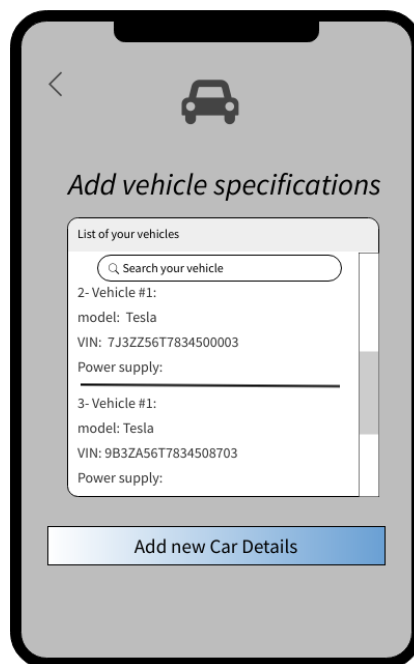 Add vehicle specifications
List of your vehicles
Search your vehicle
2- Vehicle #1:
model: Tesla
VIN: 7J3ZZ56T7834500003
Power supply:
3- Vehicle #1:
model: Tesla
VIN: 9B3ZA56T7834508703
Power supply:
Add new Car Details